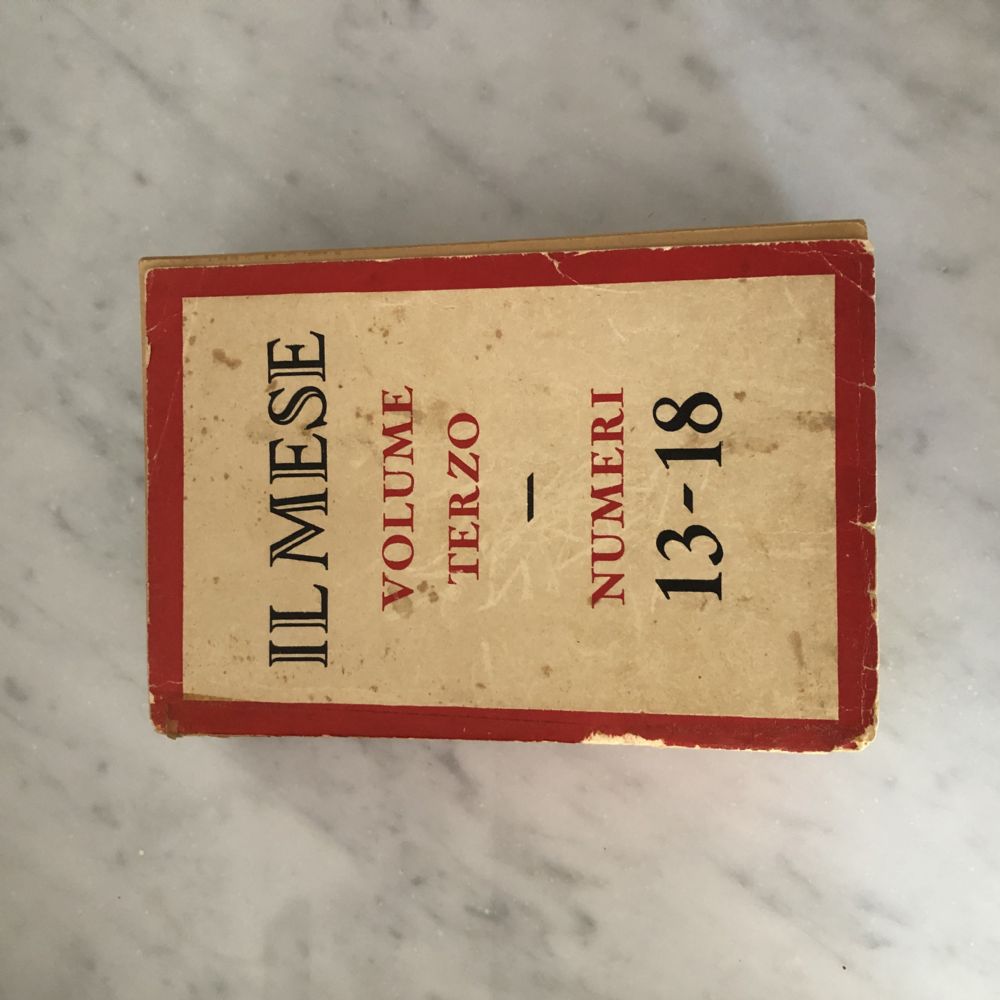 IL MESE
VOLUME
TERZO
—
NUMERI
13-18